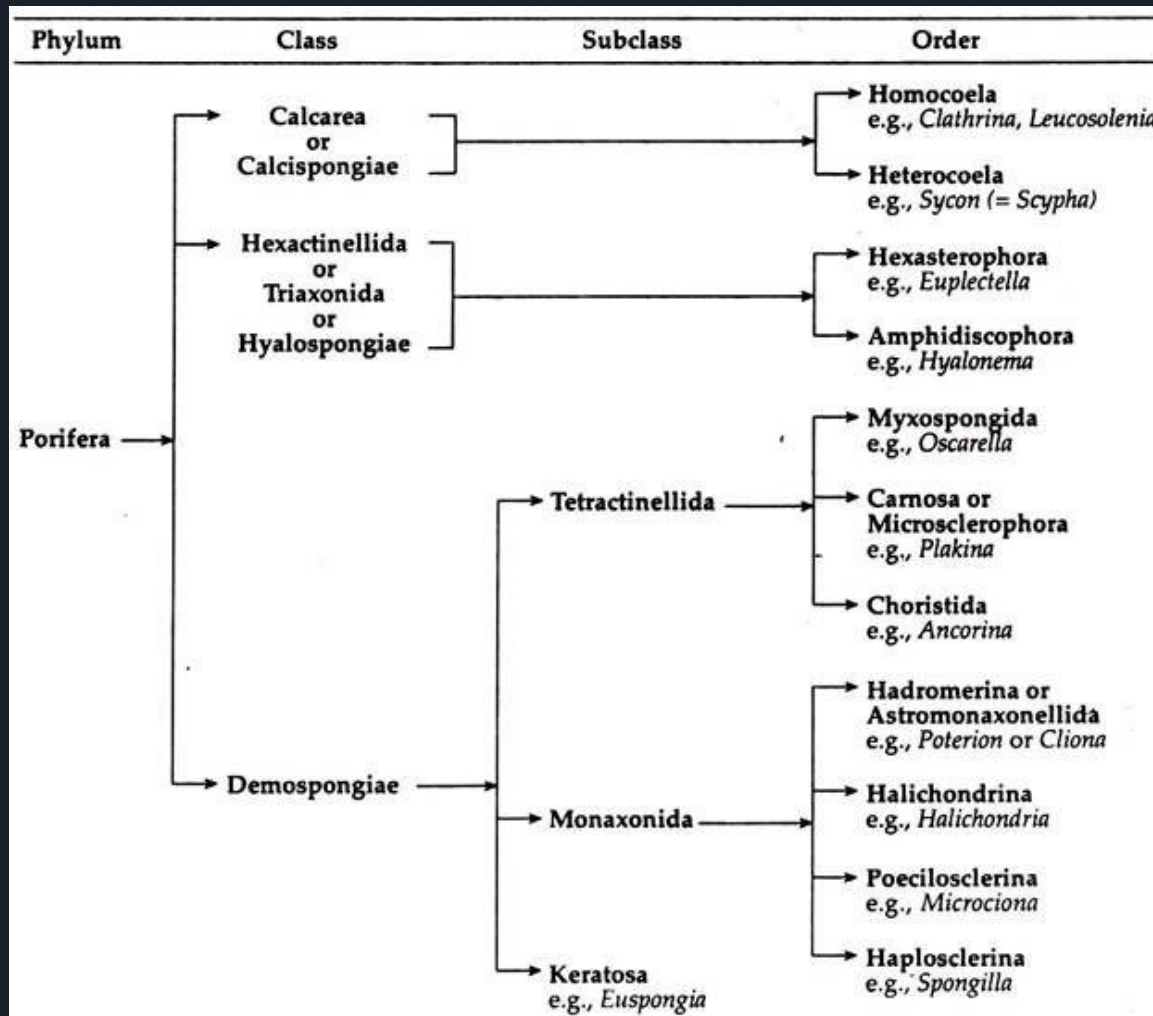 Phylum Class Subclass Order
Calcarea
or
Calcispongiae
Homocoela
e.g., Clathrina, Leucosolenia
Heterocoela
e.g., Sycon (= Scypha)
Hexactinellida
or
Triaxonida
or
Hyalospongiae
Hexasterophora
e.g., Euplectella
Amphidiscophora
e.g., Hyalonema
Porifera
Demospongiae
Tetractinellida
Myxospongida
e.g., Oscarella
Carnosa or
Microsclerophora
e.g., Plakina
Choristida
e.g., Ancorina
Monaxonida
Hadromerina or
Astromonaxonellida
e.g., Poterion or Cliona
Halichondrina
e.g., Halichondria
Poecilosclerina
e.g., Microciona
Haplosclerina
e.g., Spongilla
Keratosa
e.g., Euspongia